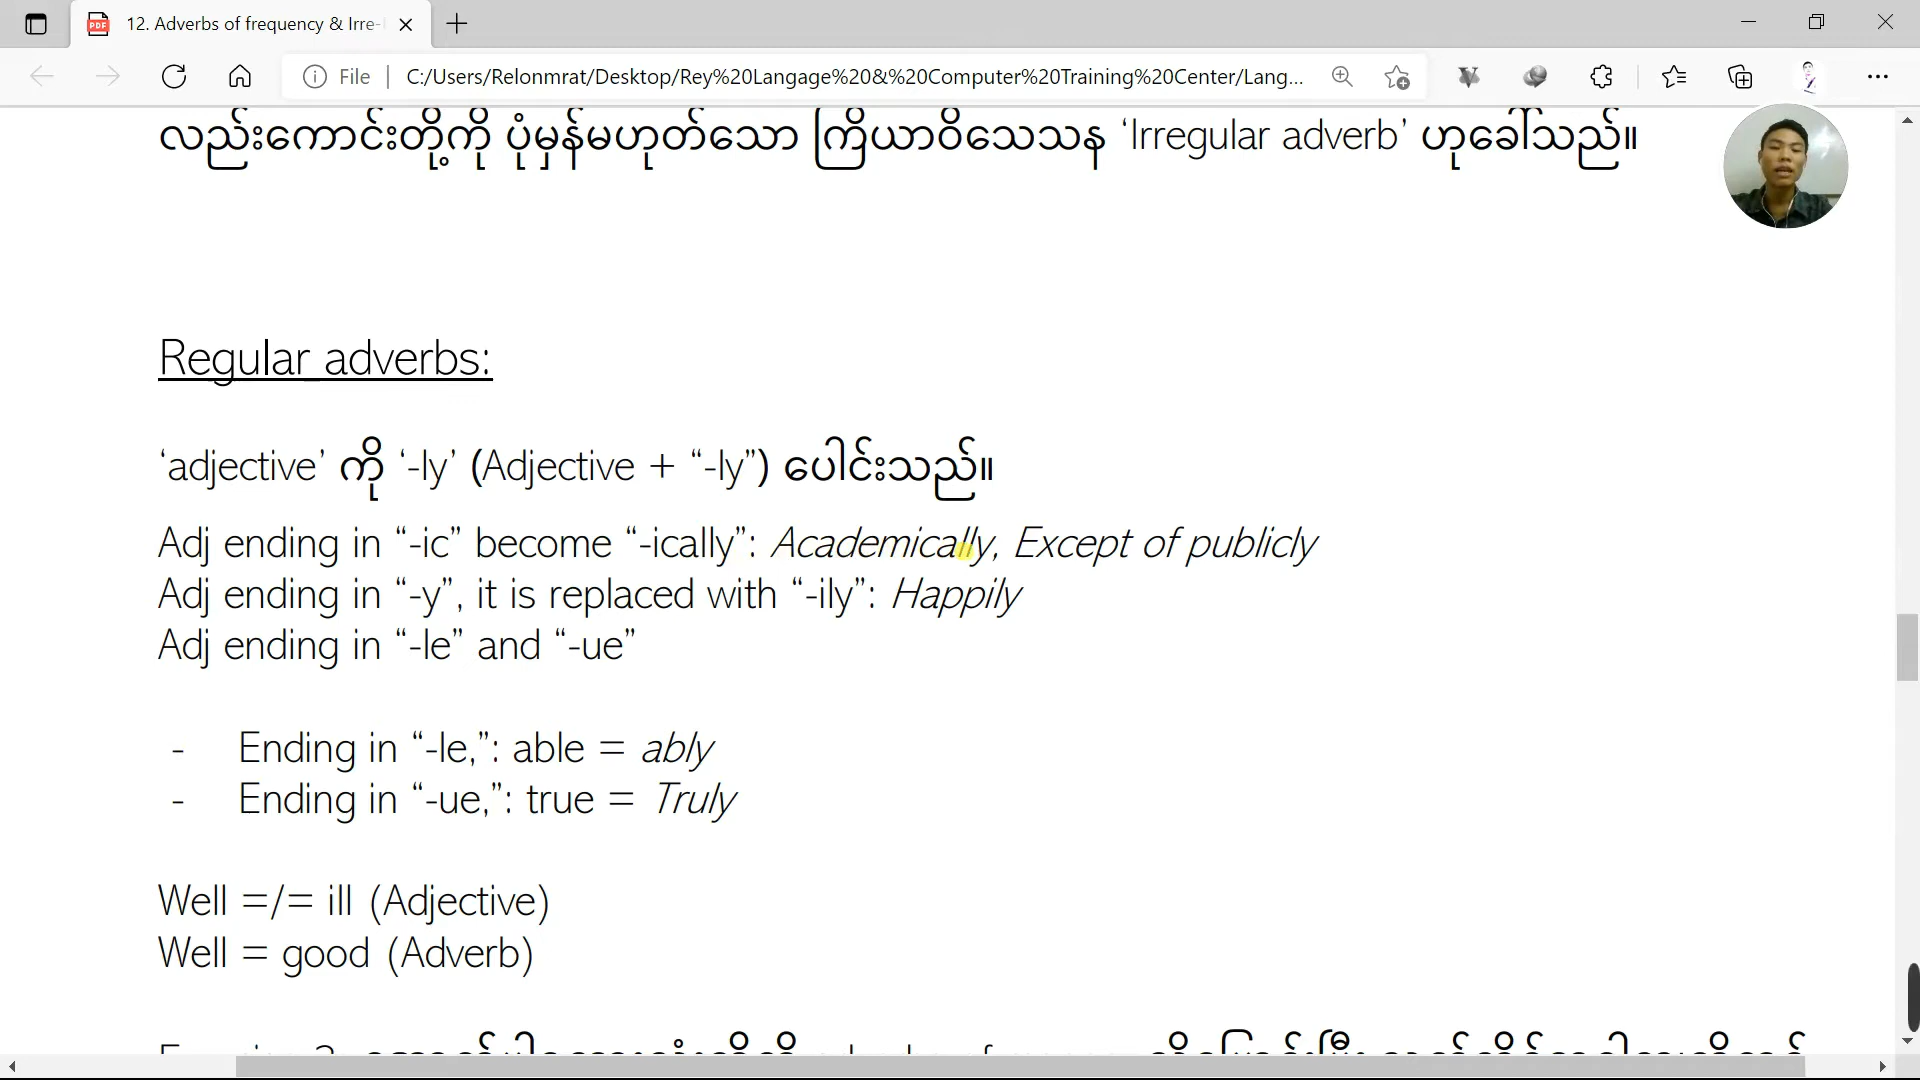 12. Adverbs of frequency & Irre-
File
C:/Users/Relonmrat/Desktop/Rey%20Langage%20&%20Computer%20Training%20Center/Lang...
လည်းကောင်းတို့ကို ပုံမှန်မဟုတ်သော ကြိယာဝိသေသန ‘Irregular adverb’ ဟုခေါ်သည်။
Regular adverbs:
‘adjective’ ကို ‘-ly’ (Adjective + “-ly”) ပေါင်းသည်။
Adj ending in “-ic” become “-ically”: Academically, Except of publicly
Adj ending in “-y”, it is replaced with “-ily”: Happily
Adj ending in “-le” and “-ue”
- Ending in “-le,”: able = ably
- Ending in “-ue,”: true = Truly
Well =/= ill (Adjective)
Well = good (Adverb)